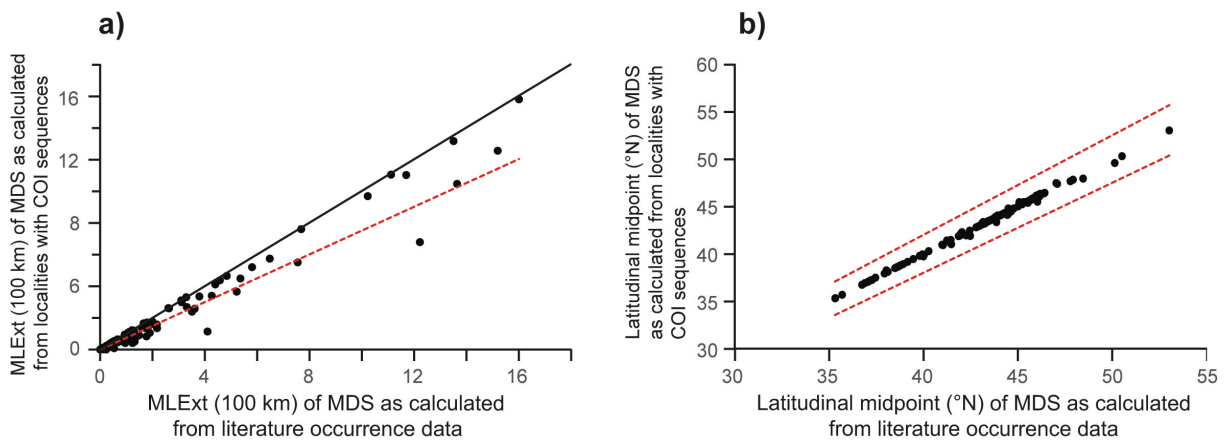 a)
MLExt (100 km) of MDS as calculated
from localities with COI sequences
16
12
8
6
4
0
0
4
8
12
16
MLExt (100 km) of MDS as calculated
from literature occurrence data
b)
Latitudinal midpoint (°N) of MDS
as calculated from localities with
COI sequences
60
55
50
45
40
35
30
30
35
40
45
50
55
Latitudinal midpoint (°N) of MDS as calculated
from literature occurrence data